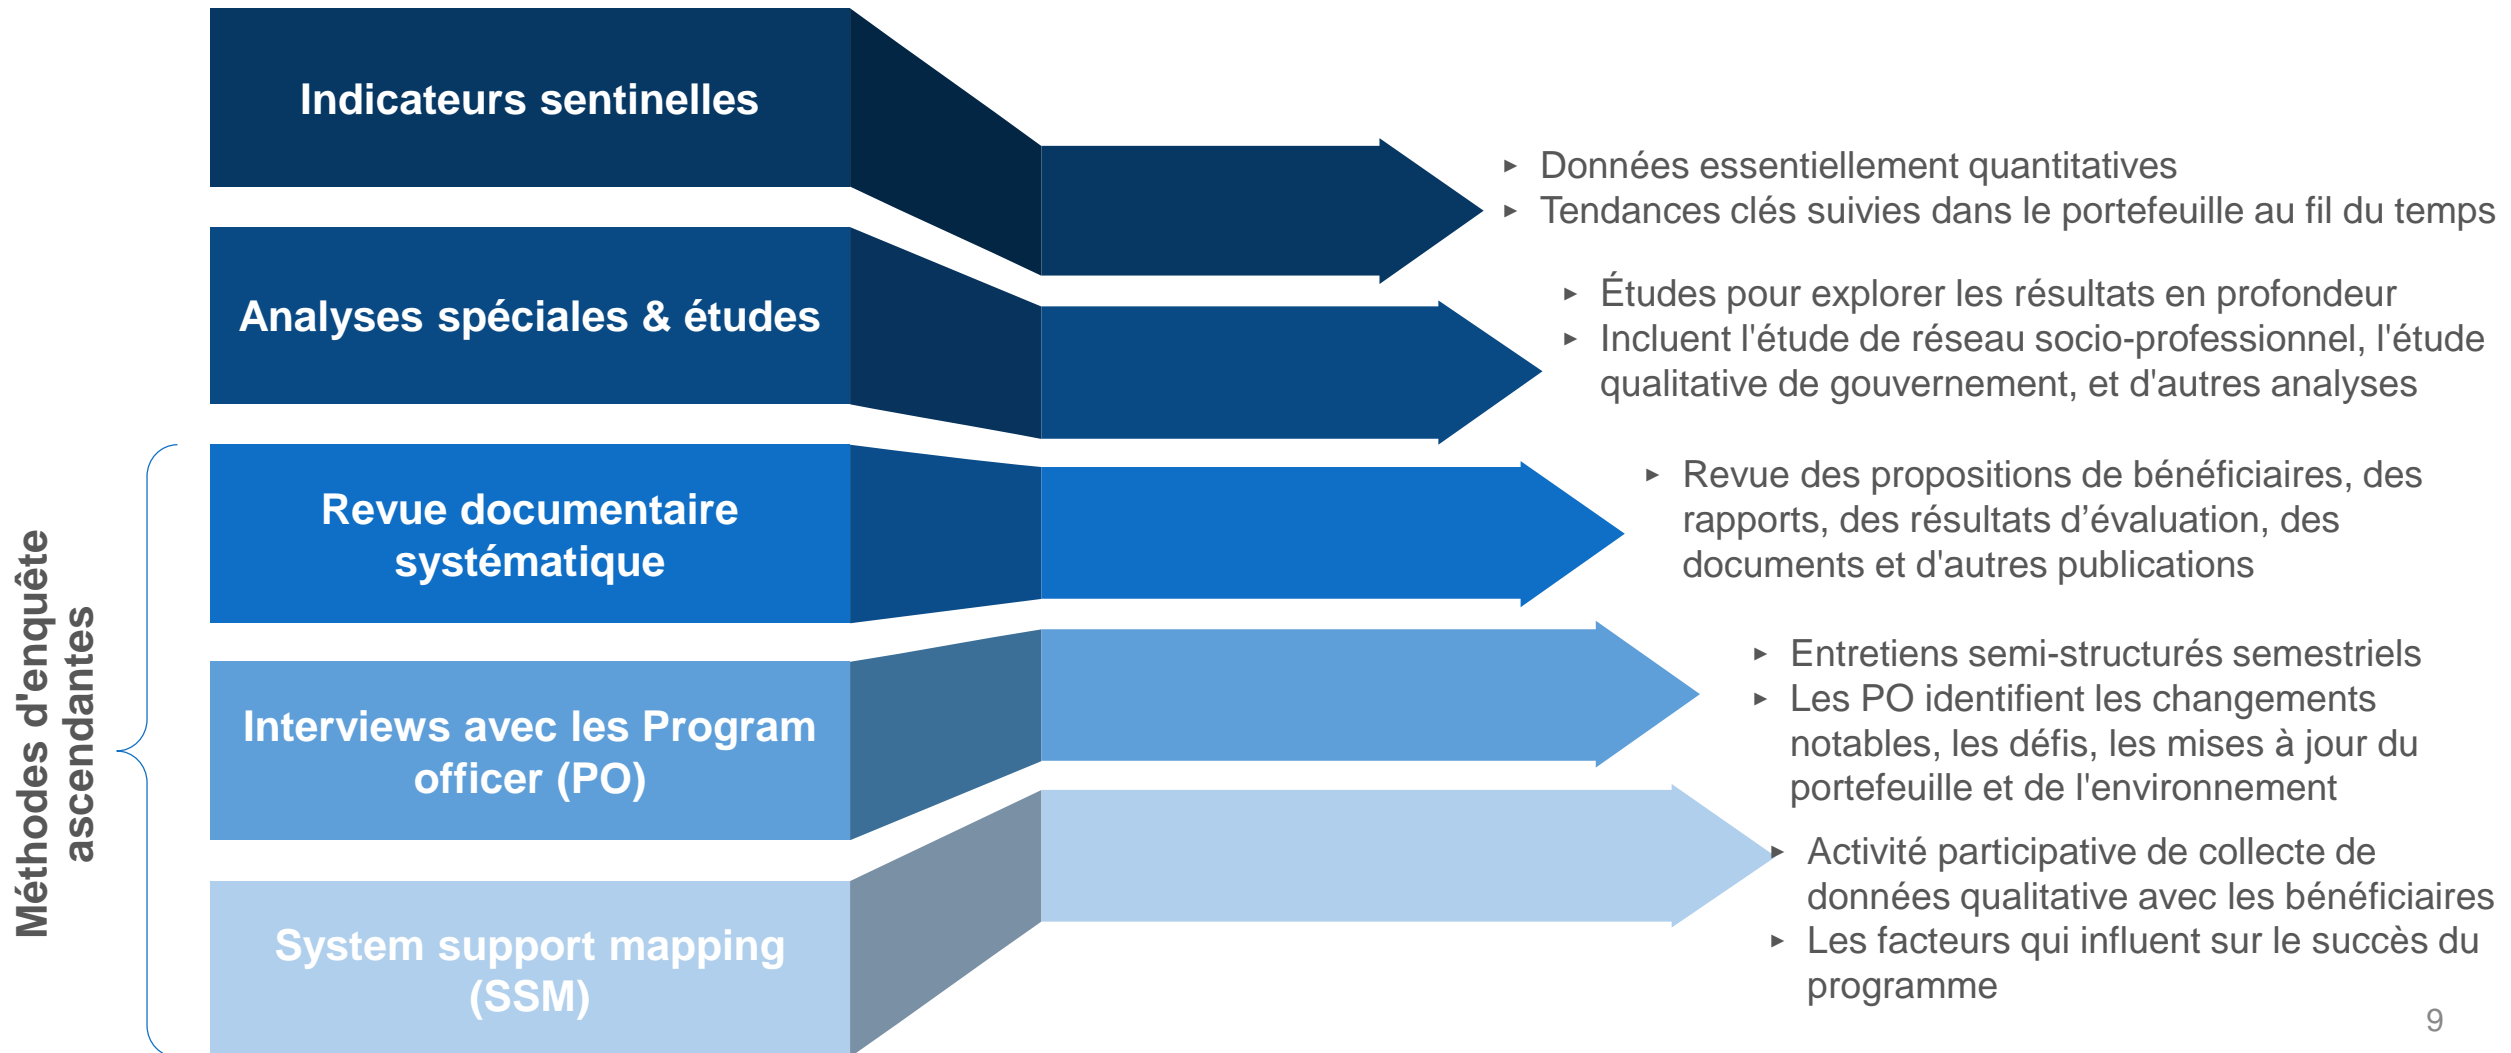 Méthodes d'enquête
ascendantes
Indicateurs sentinelles
► Données essentiellement quantitatives
► Tendances clés suivies dans le portefeuille au fil du temps
Analyses spéciales & études
► Études pour explorer les résultats en profondeur
► Incluent l'étude de réseau socio-professionnel, l'étude
qualitative de gouvernement, et d'autres analyses
Revue documentaire
systématique
► Revue des propositions de bénéficiaires, des
rapports, des résultats d’évaluation, des
documents et d'autres publications
Interviews avec les Program
officer (PO)
► Entretiens semi-structurés semestriels
► Les PO identifient les changements
notables, les défis, les mises à jour du
portefeuille et de l'environnement
System support mapping
(SSM)
► Activité participative de collecte de
données qualitative avec les bénéficiaires
► Les facteurs qui influent sur le succès du
programme
9